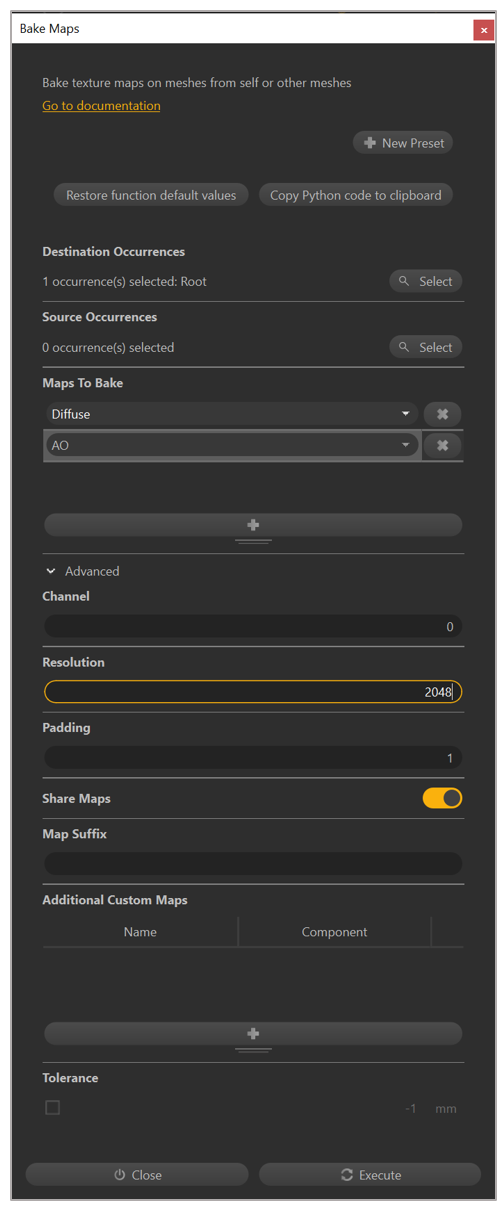 Bake Maps
Bake texture maps on meshes from self or other meshes
Go to documentation
New Preset
Restore function default values Copy Python code to clipboard
Destination Occurrences
1 occurrence(s) selected: Root Select
Source Occurrences
0 occurrence(s) selected Select
Maps To Bake
Diffuse
AO
Advanced
Channel
0
Resolution
2048
Padding
1
Share Maps
Map Suffix
Additional Custom Maps
Name Component
Tolerance
-1 mm
Close Execute